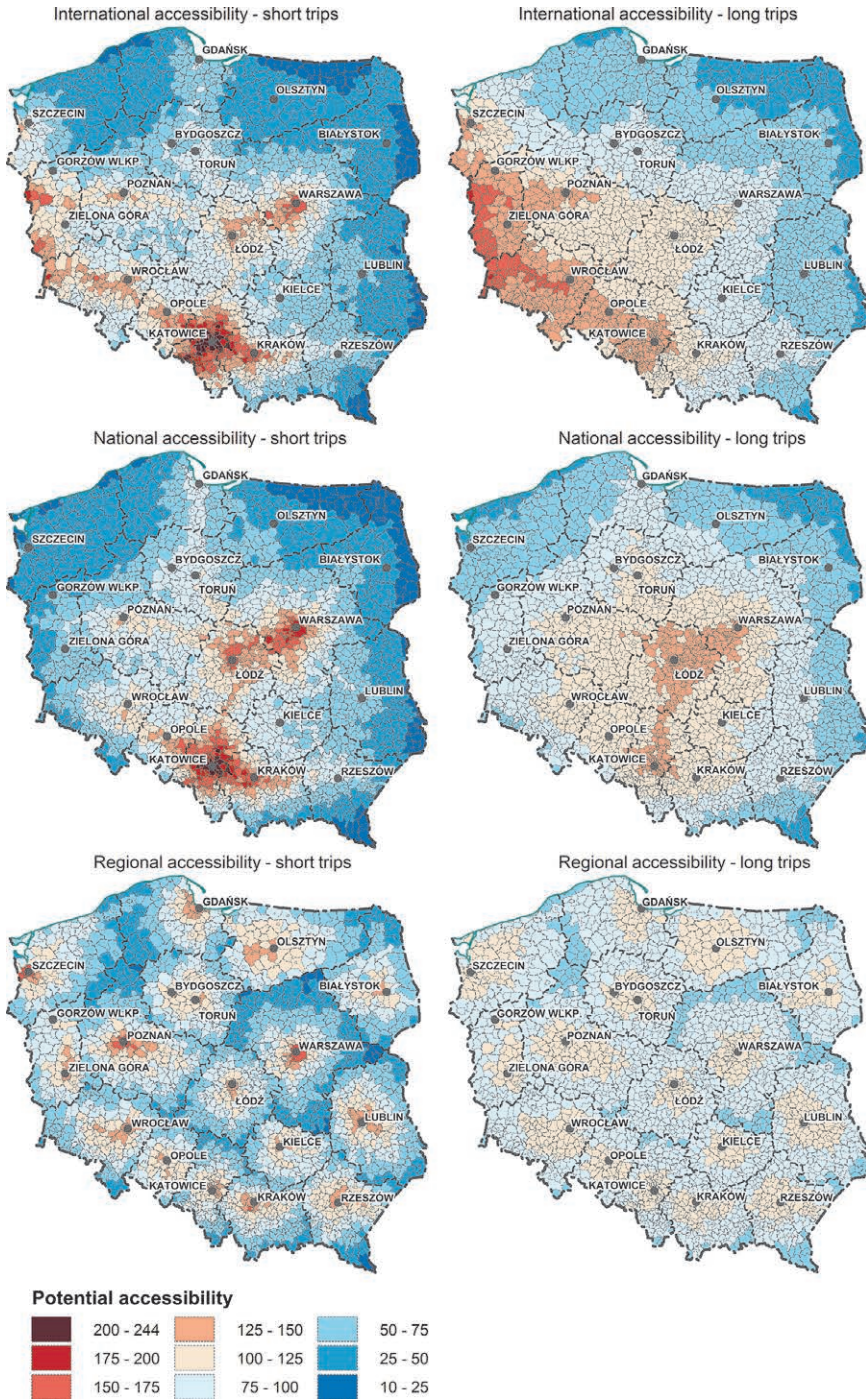 International accessibility - short trips
International accessibility - long trips
GDAŃSK
OLSZTYN
SZCZECIN
BYDGOSZCZ
BIAŁYSTOK
TORUŃ
GORZÓW WLKP
POZNAŃ
WARSZAWA
ZIELONA GÓRA
ŁÓDŹ
WROCŁAW
LUBLIN
OPOLE
KIELCE
KATOWICE
KRAKÓW
RZESZÓW
GDAŃSK
OLSZTYN
SZCZECIN
BYDGOSZCZ
BIAŁYSTOK
TORUŃ
GORZÓW WLKP
POZNAŃ
WARSZAWA
ZIELONA GÓRA
ŁÓDŹ
WROCŁAW
LUBLIN
OPOLE
KIELCE
KATOWICE
KRAKÓW
RZESZÓW
National accessibility - short trips
National accessibility - long trips
GDAŃSK
OLSZTYN
SZCZECIN
BYDGOSZCZ
BIAŁYSTOK
TORUŃ
GORZÓW WLKP
POZNAŃ
WARSZAWA
ZIELONA GÓRA
ŁÓDŹ
WROCŁAW
LUBLIN
OPOLE
KIELCE
KATOWICE
KRAKÓW
RZESZÓW
GDAŃSK
OLSZTYN
SZCZECIN
BYDGOSZCZ
BIAŁYSTOK
TORUŃ
GORZÓW WLKP
POZNAŃ
WARSZAWA
ZIELONA GÓRA
ŁÓDŹ
WROCŁAW
LUBLIN
OPOLE
KIELCE
KATOWICE
KRAKÓW
RZESZÓW
Regional accessibility - short trips
Regional accessibility - long trips
GDAŃSK
OLSZTYN
SZCZECIN
BYDGOSZCZ
BIAŁYSTOK
TORUŃ
GORZÓW WLKP
POZNAŃ
WARSZAWA
ZIELONA GÓRA
ŁÓDŹ
WROCŁAW
LUBLIN
OPOLE
KIELCE
KATOWICE
KRAKÓW
RZESZÓW
GDAŃSK
OLSZTYN
SZCZECIN
BYDGOSZCZ
BIAŁYSTOK
TORUŃ
GORZÓW WLKP
POZNAŃ
WARSZAWA
ZIELONA GÓRA
ŁÓDŹ
WROCŁAW
LUBLIN
OPOLE
KIELCE
KATOWICE
KRAKÓW
RZESZÓW
Potential accessibility
200 - 244 125 - 150 50 - 75
175 - 200 100 - 125 25 - 50
150 - 175 75 - 100 10 - 25